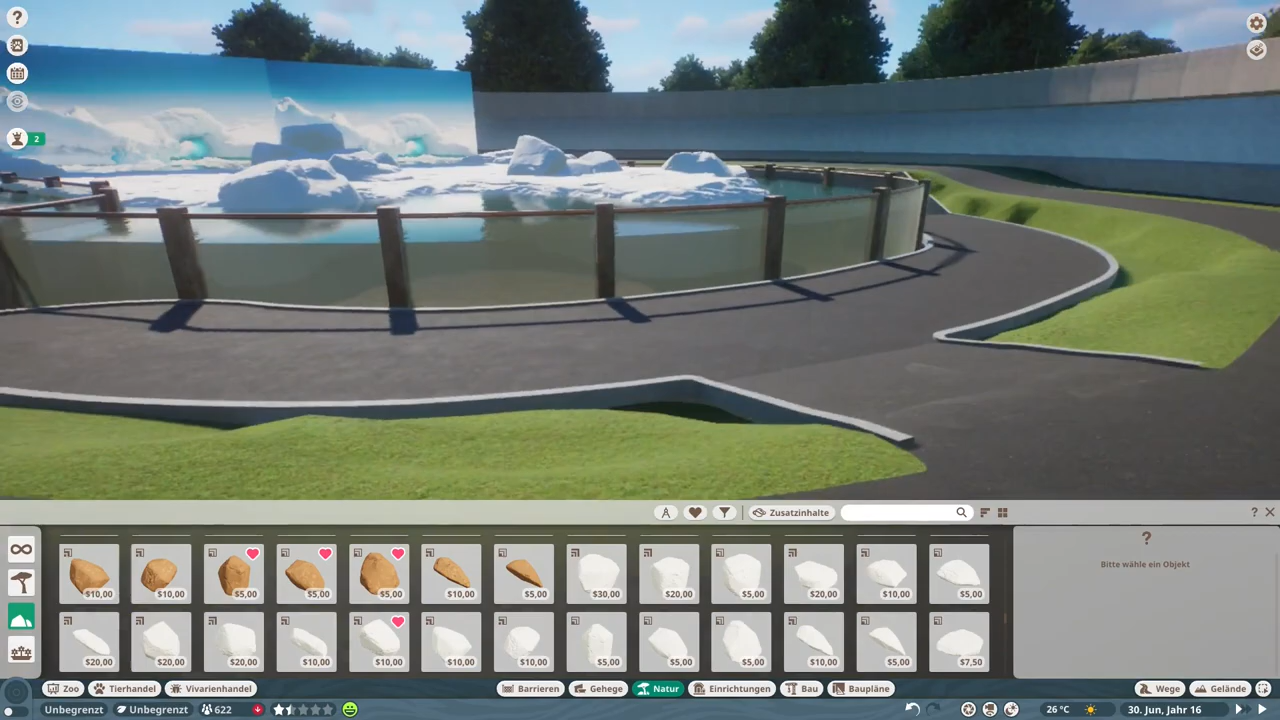 ?
2
Zusatzinhalte
?
$10,00 $10,00 $5,00 $5,00 $5,00 $10,00 $5,00 $30,00 $20,00 $5,00 $20,00 $10,00 $5,00
?
Bitte wähle ein Objekt
$20,00 $20,00 $20,00 $10,00 $10,00 $10,00 $10,00 $5,00 $5,00 $5,00 $10,00 $5,00 $7,50
Zoo Tierhandel Vivarienhandel Barrieren Gehege Natur Einrichtungen Bau Baupläne Wege Gelände
Unbegrenzt Unbegrenzt 622 26°C 30. Jun, Jahr 16